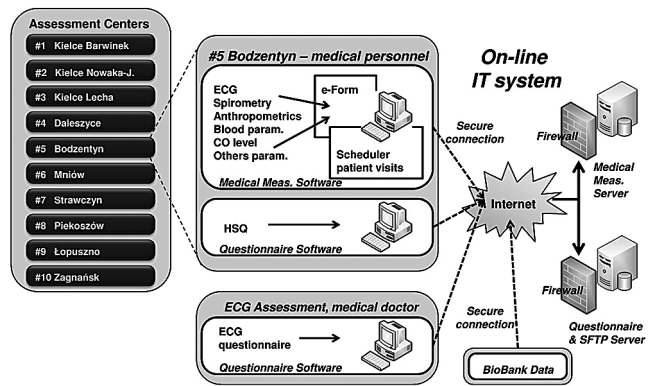 Assessment Centers
#1 Kielce Barwinek
#2 Kielce Nowaka-J.
#3 Kielce Lecha
#4 Daleszyce
#5 Bodzentyn
#6 Mniów
#7 Strawczyn
#8 Piekoszów
#9 Łopuszno
#10 Zagnańsk
#5 Bodzentyn – medical personnel
ECG
Spirometry
Anthropometrics
Blood param.
CO level
Others param.
e-Form
Scheduler
patient visits
Medical Meas. Software
HSQ
Questionnaire Software
ECG Assessment, medical doctor
ECG
questionnaire
Questionnaire Software
On-line
IT system
Secure
connection
Internet
Secure
connection
BioBank Data
Firewall
Medical
Meas.
Server
Firewall
Questionnaire
& SFTP Server